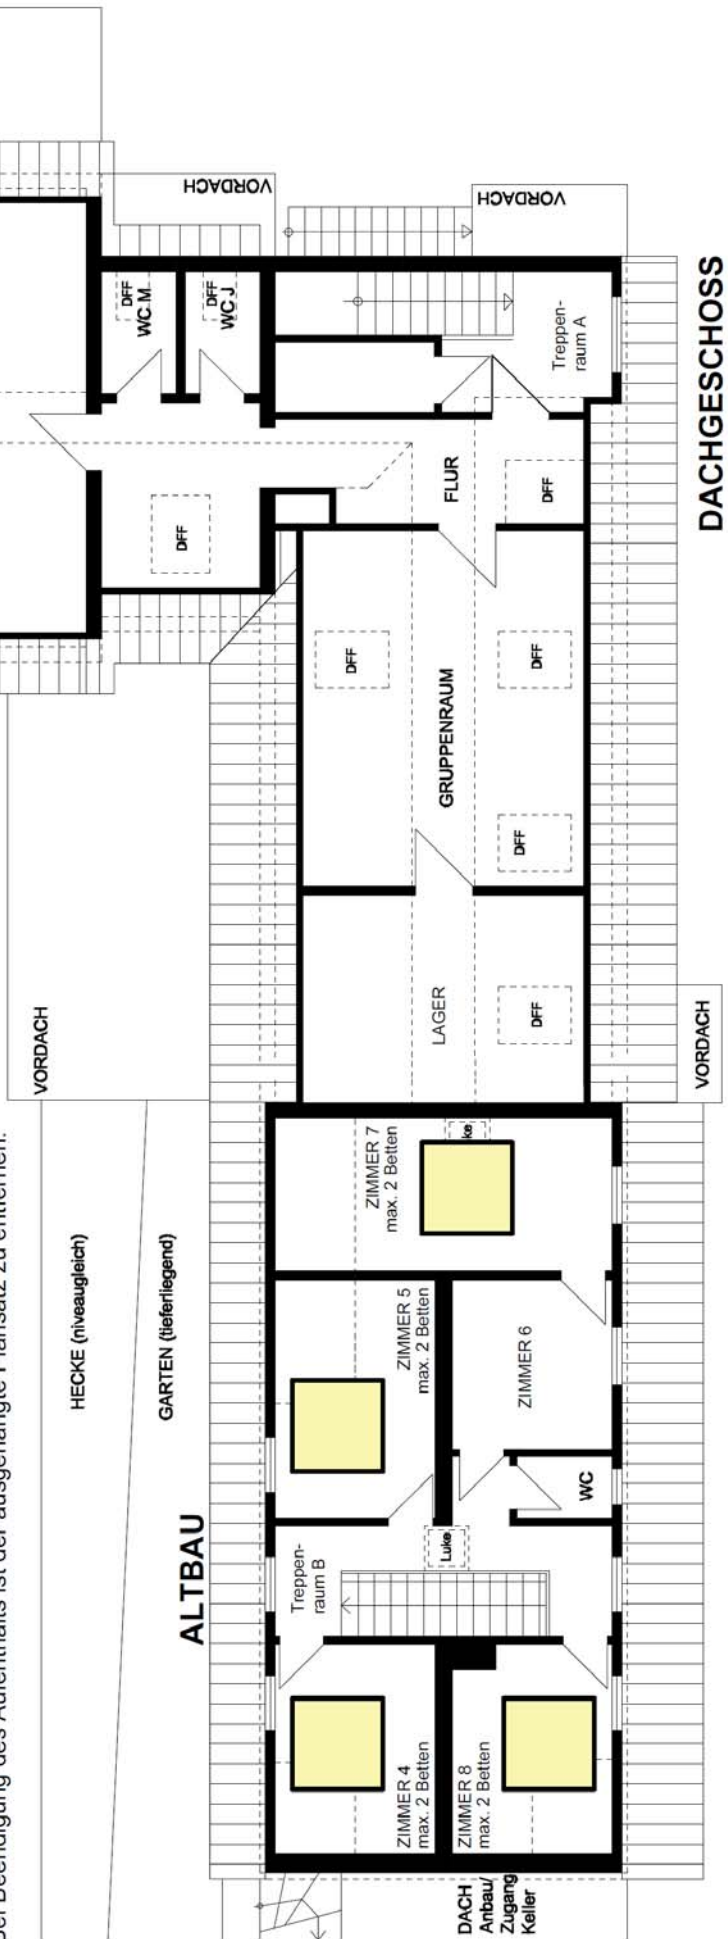 VORDACH
VORDACH
DACHGESCHOSS
DFF
WC M
DFF
WC J
Treppen-
raum A
FLUR
DFF
DFF
DFF
DFF
GRUPPENRAUM
DFF
LAGER
DFF
VORDACH
VORDACH
ZIMMER 7
max. 2 Betten
ke
HECKE (niveaugleich)
GARTEN (tieferliegend)
ZIMMER 5
max. 2 Betten
ZIMMER 6
WC
ALTBAU
Treppen-
raum B
Luke
ZIMMER 4
max. 2 Betten
ZIMMER 8
max. 2 Betten
DACH
Anbau/
Zugang
Keller
Beendigung des Aufenthalts ist der ausgehängte Plansatz zu entfernen.